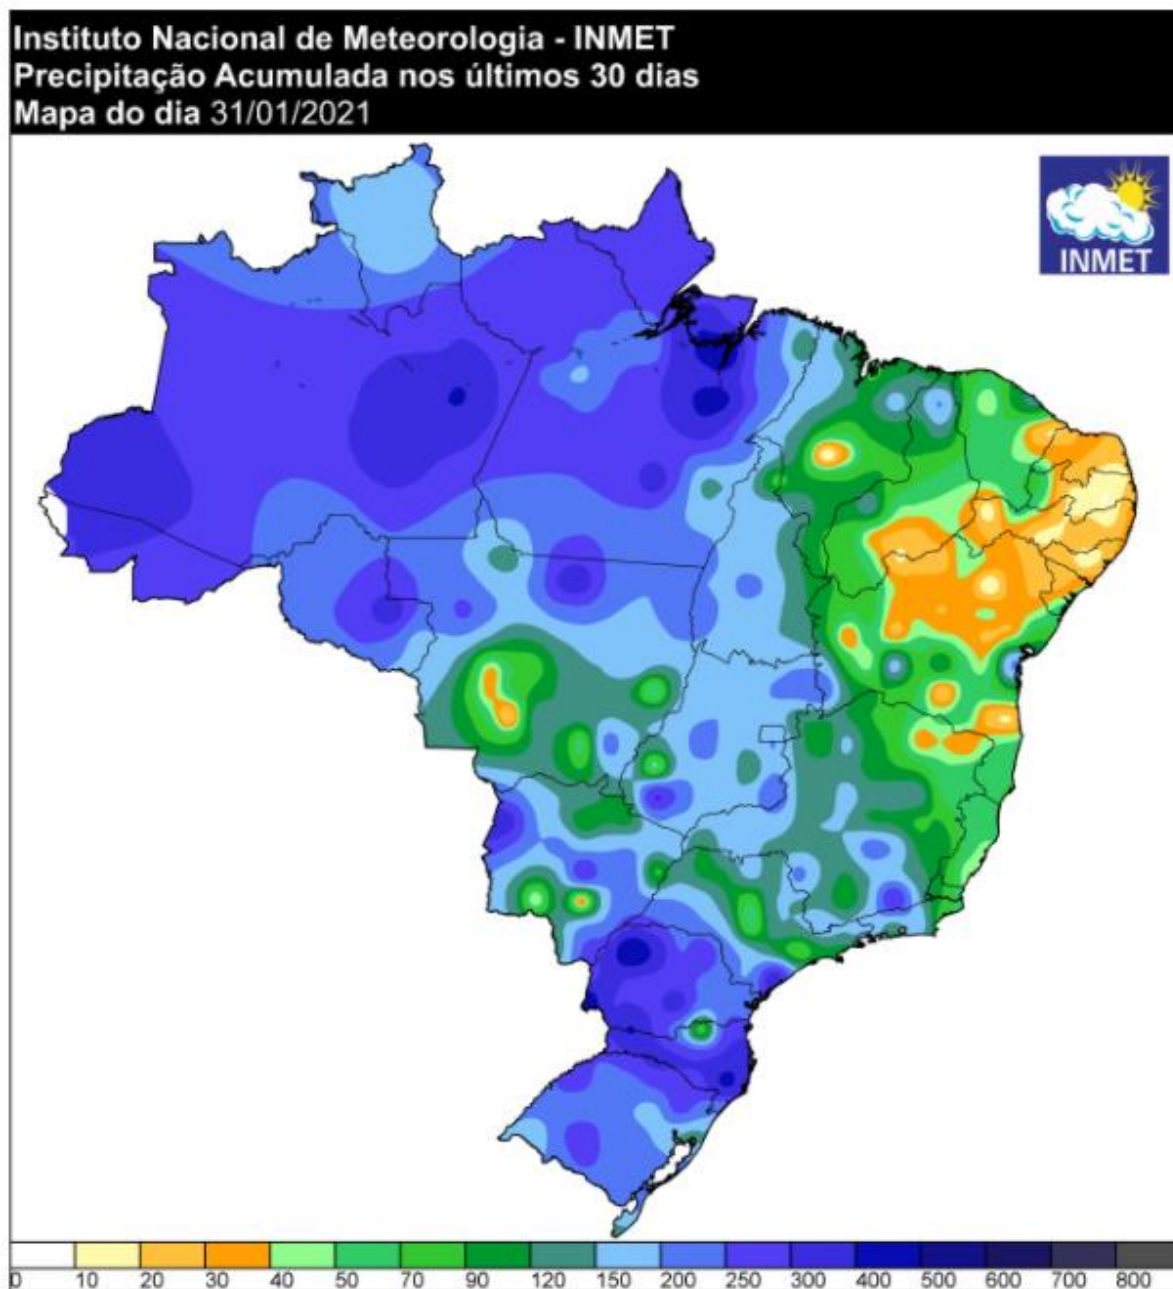 Instituto Nacional de Meteorologia - INMET
Precipitação Acumulada nos últimos 30 dias
Mapa do dia 31/01/2021
INMET
0 10 20 30 40 50 70 90 120 150 200 250 300 400 500 600 700 800